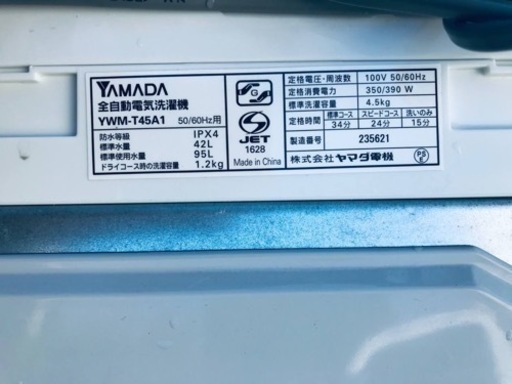 YAMADA
全自動電気洗濯機
YWM-T45A1 50/60Hz用
防水等級 IPX4
標準水量 42L
標準使用水量 95L
ドライコース時の洗濯容量 1.2kg
G
S
JET
1628
Made in China
定格電圧・周波数 100V 50/60Hz
定格消費電力 350/390 W
標準洗濯容量 4.5kg
定格時間 標準コース スピードコース 洗いのみ
34分 24分 15分
製造番号 235621
株式会社ヤマダ電機
PS
E